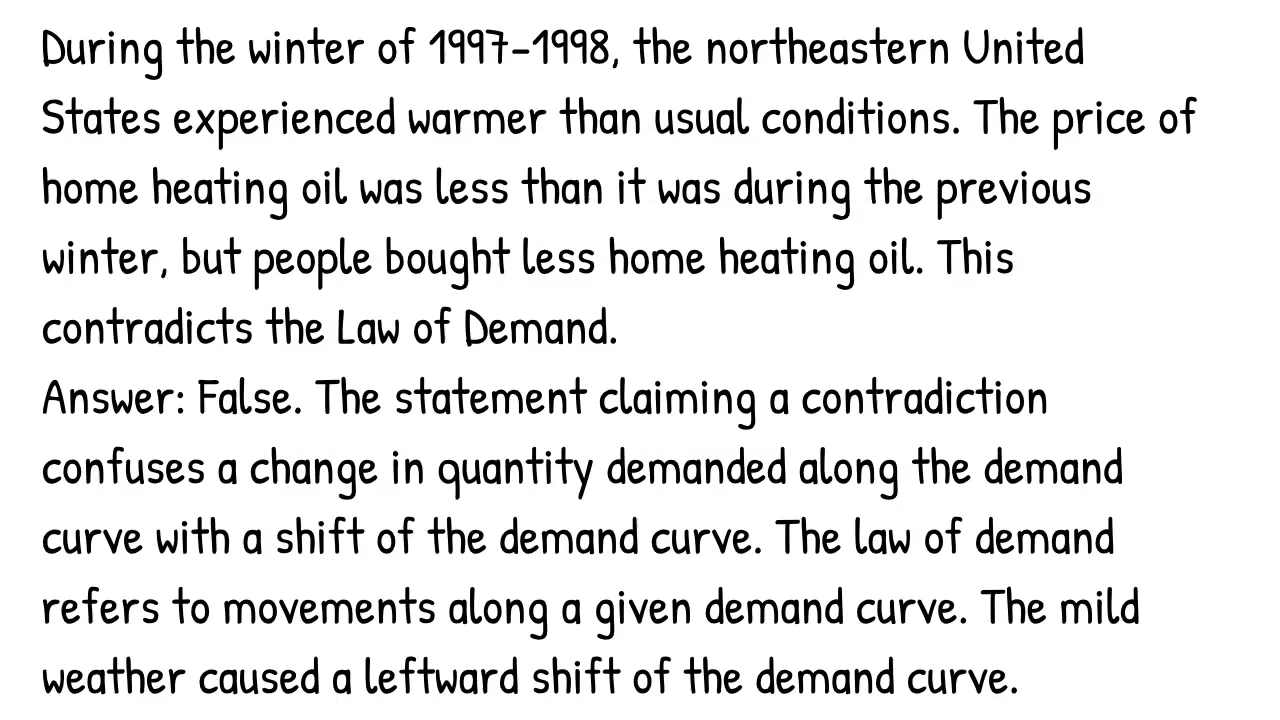 During the winter of 1997-1998, the northeastern United
States experienced warmer than usual conditions. The price of
home heating oil was less than it was during the previous
winter, but people bought less home heating oil. This
contradicts the Law of Demand.
Answer: False. The statement claiming a contradiction
confuses a change in quantity demanded along the demand
curve with a shift of the demand curve. The law of demand
refers to movements along a given demand curve. The mild
weather caused a leftward shift of the demand curve.